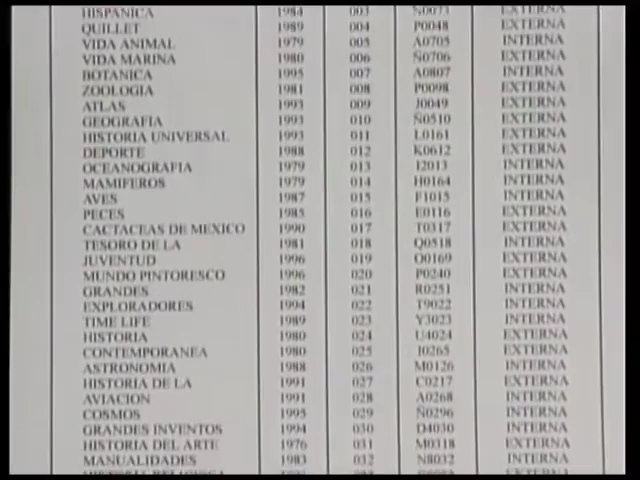 HISPANICA 1984 003 Ñ0073 EXTERNA
QUILLET 1989 004 P0048 EXTERNA
VIDA ANIMAL 1979 005 A0705 INTERNA
VIDA MARINA 1980 006 Ñ0706 EXTERNA
BOTANICA 1995 007 A0807 INTERNA
ZOOLOGIA 1981 008 P0098 EXTERNA
ATLAS 1993 009 J0049 EXTERNA
GEOGRAFIA 1993 010 Ñ0510 EXTERNA
HISTORIA UNIVERSAL 1993 011 L0161 EXTERNA
DEPORTE 1988 012 K0612 EXTERNA
OCEANOGRAFIA 1979 013 I2013 INTERNA
MAMIFEROS 1979 014 H0164 INTERNA
AVES 1987 015 F1015 INTERNA
PECES 1985 016 E0116 EXTERNA
CACTACEAS DE MEXICO 1990 017 T0317 EXTERNA
TESORO DE LA 1981 018 Q0518 INTERNA
JUVENTUD 1996 019 O0169 EXTERNA
MUNDO PINTORESCO 1996 020 P0240 EXTERNA
GRANDES 1982 021 R0251 INTERNA
EXPLORADORES 1994 022 T9022 INTERNA
TIME LIFE 1989 023 Y3023 INTERNA
HISTORIA 1980 024 U4024 EXTERNA
CONTEMPORANEA 1980 025 J0265 EXTERNA
ASTRONOMIA 1988 026 M0126 INTERNA
HISTORIA DE LA 1991 027 C0217 EXTERNA
AVIACION 1991 028 A0268 INTERNA
COSMOS 1995 029 Ñ0296 INTERNA
GRANDES INVENTOS 1994 030 D4030 INTERNA
HISTORIA DEL ARTE 1976 031 M0318 EXTERNA
MANUALIDADES 1983 032 N8032 INTERNA